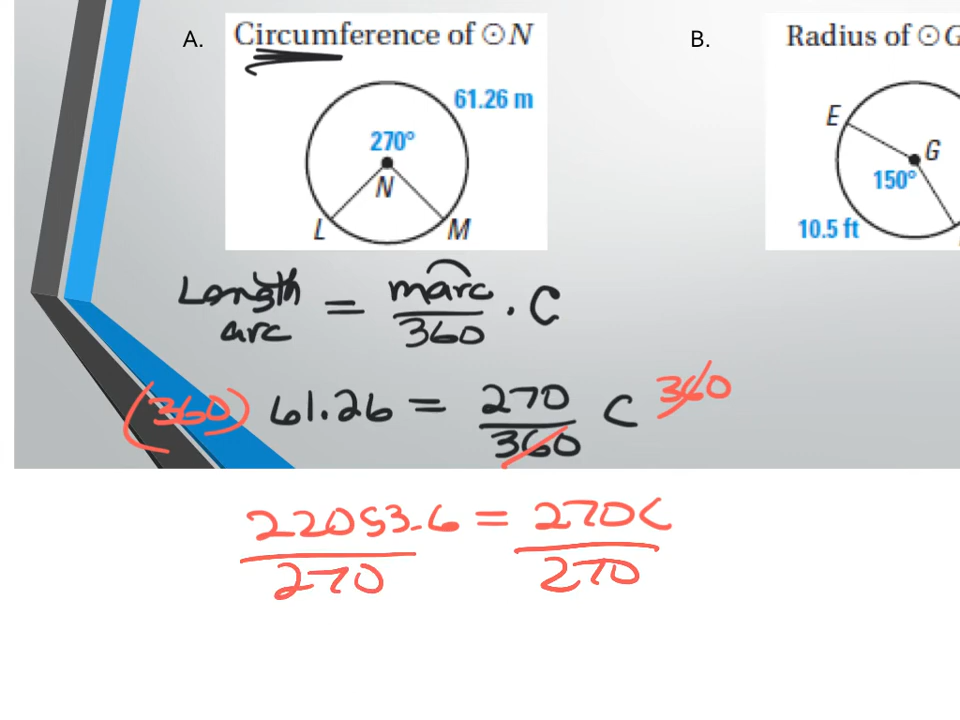 A. Circumference of ⊙N
61.26 m
270°
N
L M
B. Radius of ⊙G
E
G
150°
10.5 ft
Length arc = m arc / 360 · C
(360) 61.26 = 270 / 360 C 360
22053.6 = 270C
270 270